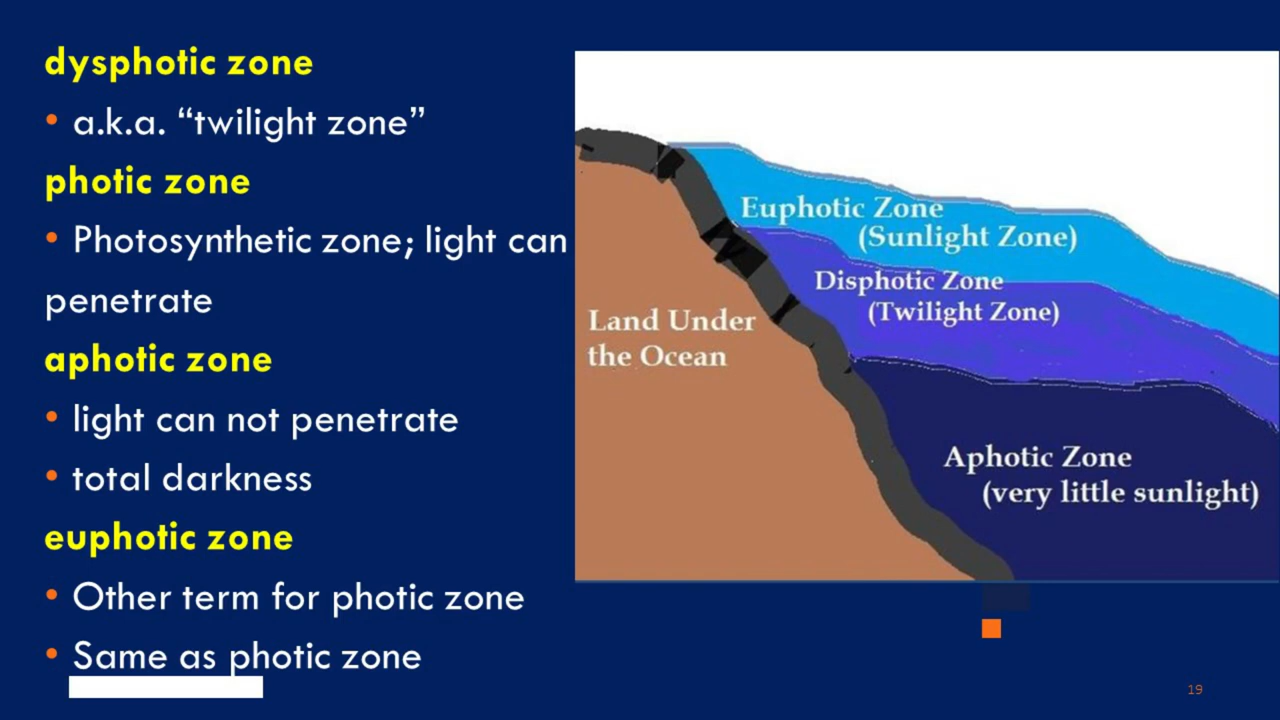 dysphotic zone
• a.k.a. “twilight zone”
photic zone
• Photosynthetic zone; light can
penetrate
aphotic zone
• light can not penetrate
• total darkness
euphotic zone
• Other term for photic zone
• Same as photic zone
Euphotic Zone
(Sunlight Zone)
Disphotic Zone
(Twilight Zone)
Land Under
the Ocean
Aphotic Zone
(very little sunlight)
19